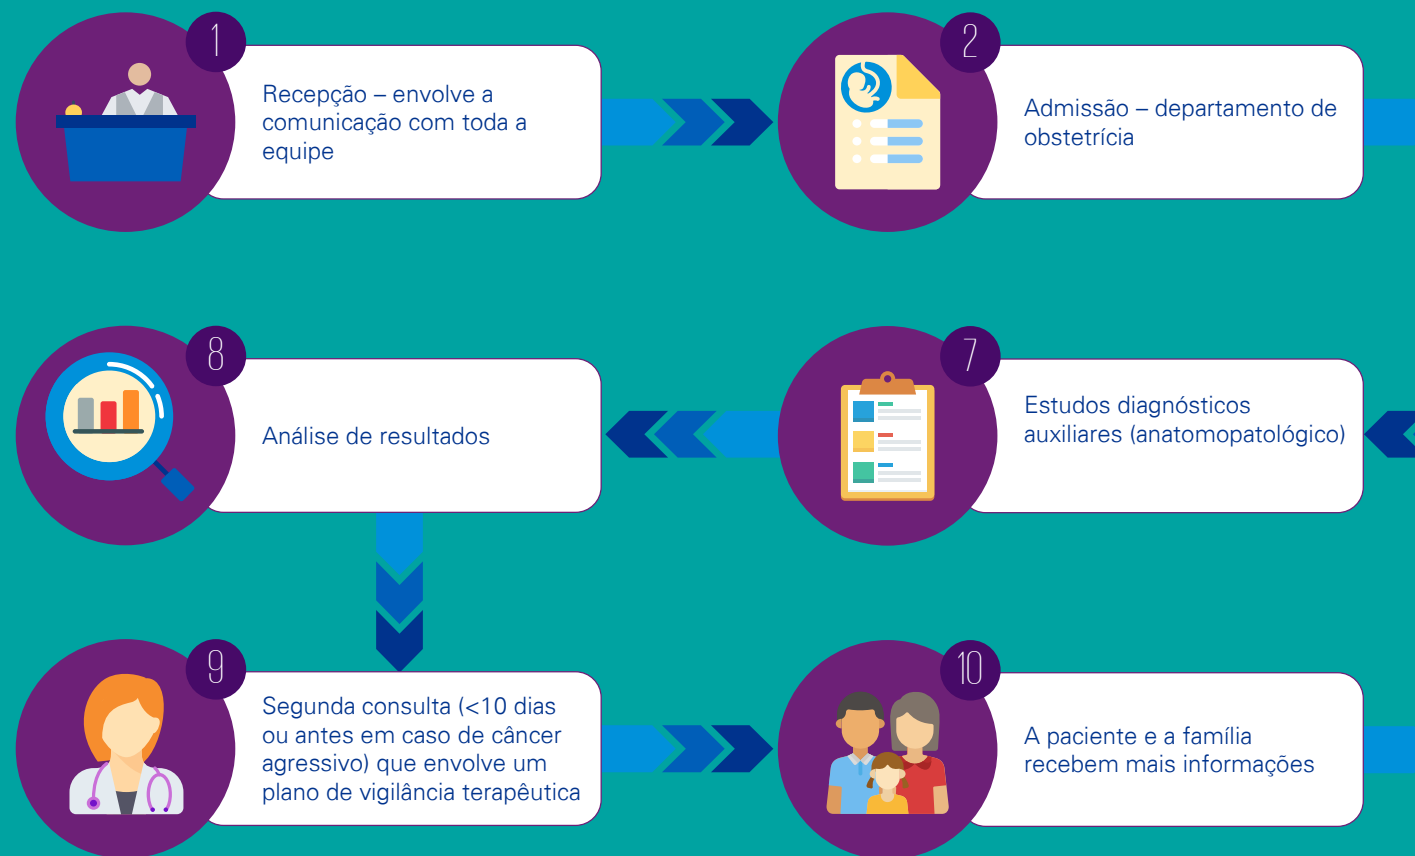 1
Recepção – envolve a
comunicação com toda a
equipe
2
Admissão – departamento de
obstetrícia
8
Análise de resultados
7
Estudos diagnósticos
auxiliares (anatomopatológico)
9
Segunda consulta (<10 dias
ou antes em caso de câncer
agressivo) que envolve um
plano de vigilância terapêutica
10
A paciente e a família
recebem mais informações